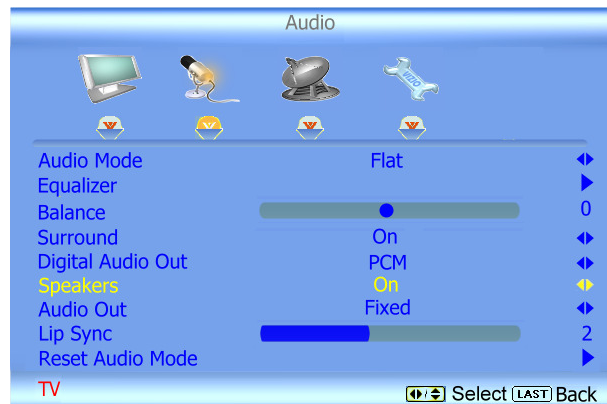 Audio
VIZIO
Audio Mode Flat
Equalizer
Balance 0
Surround On
Digital Audio Out PCM
Speakers On
Audio Out Fixed
Lip Sync 2
Reset Audio Mode
TV Select LAST Back